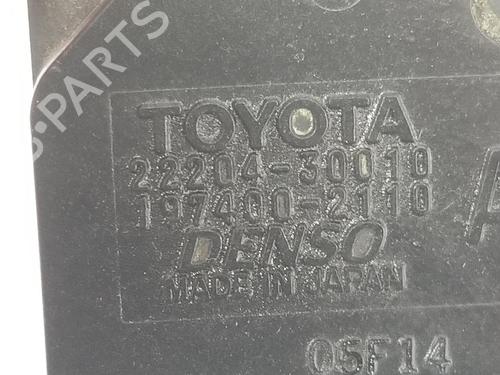 B-PARTS
TOYOTA
22204-30010
197400-2110
DENSO
MADE IN JAPAN
A
05F14